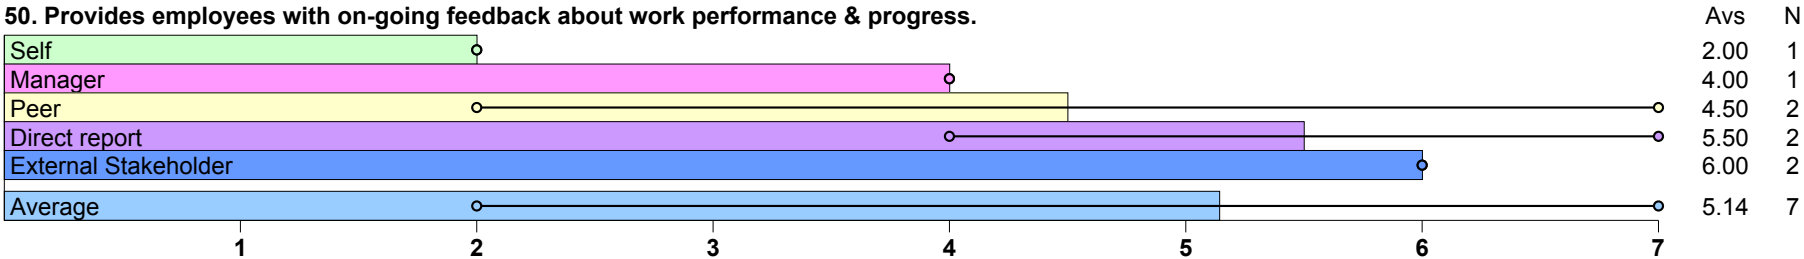 50. Provides employees with on-going feedback about work performance & progress. Avs N
Self 2.00 1
Manager 4.00 1
Peer 4.50 2
Direct report 5.50 2
External Stakeholder 6.00 2
Average 5.14 7
1 2 3 4 5 6 7